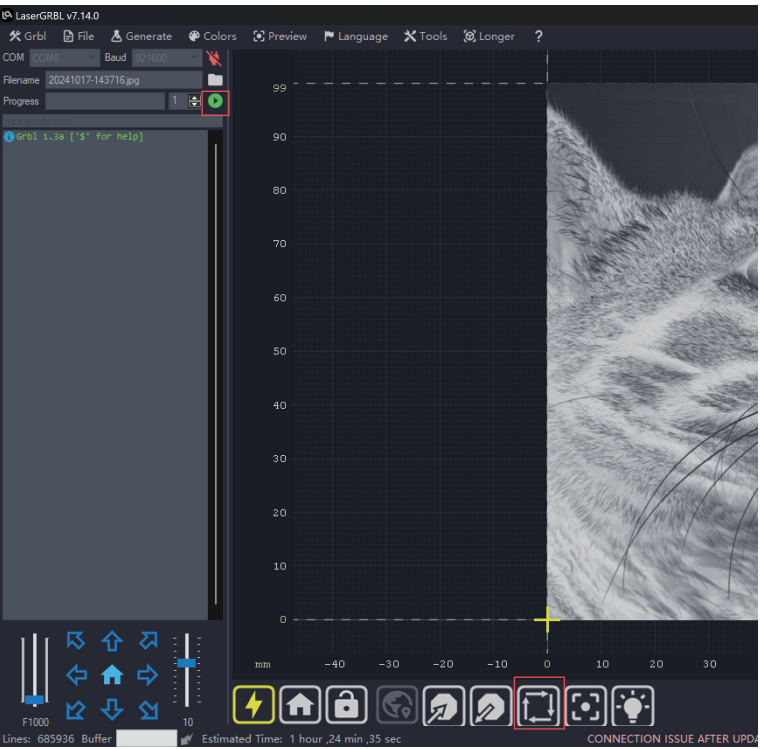 LaserGRBL v7.14.0
Grbl File Generate Colors Preview Language Tools Longer ?
COM COM8 Baud 921600
Filename 20241017-143716.jpg
Progress 1
Grbl 1.3a ['$' for help]
99
90
80
70
60
50
40
30
20
10
0
mm -40 -30 -20 -10 0 10 20 30
F1000 10
Lines: 685936 Buffer Estimated Time: 1 hour ,24 min ,35 sec CONNECTION ISSUE AFTER UPDA